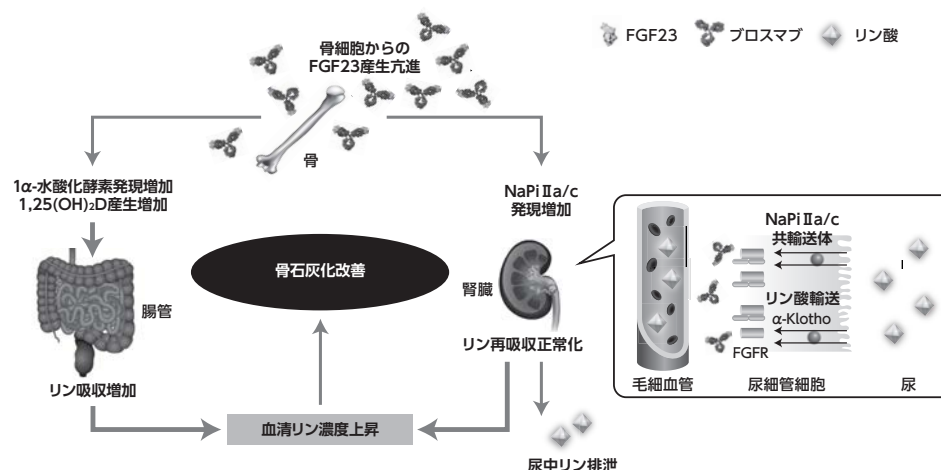 FGF23
ブロスマブ
リン酸
骨細胞からの
FGF23産生亢進
骨
1α-水酸化酵素発現増加
1,25(OH)₂D産生増加
NaPiⅡa/c
発現増加
骨石灰化改善
腸管
腎臓
リン吸収増加
リン再吸収正常化
血清リン濃度上昇
尿中リン排泄
NaPiⅡa/c
共輸送体
リン酸輸送
α-Klotho
FGFR
毛細血管
尿細管細胞
尿